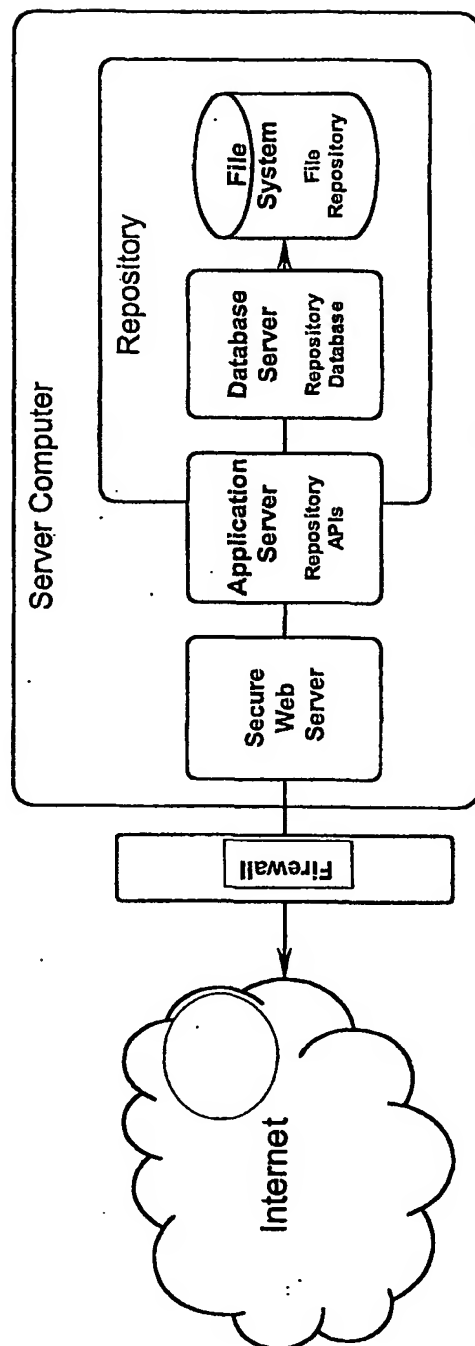 Server Computer
Repository
File
System
File
Repository
Database
Server
Repository
Database
Application
Server
Repository
APIs
Secure
Web
Server
Firewall
Internet